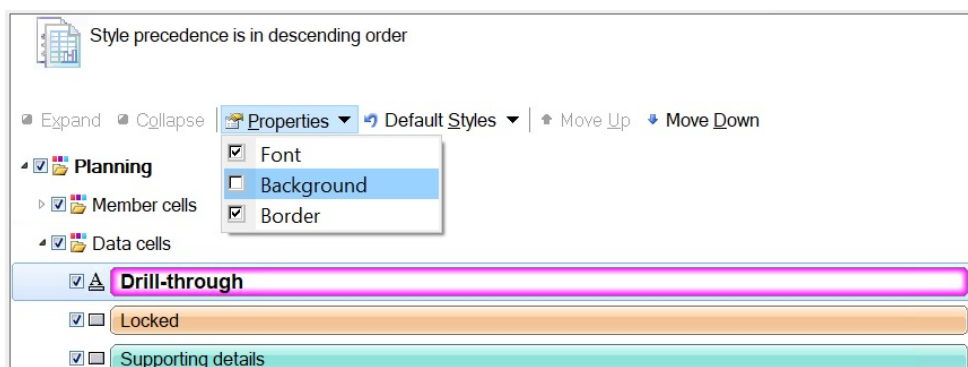 Style precedence is in descending order
Expand Collapse Properties Default Styles Move Up Move Down
Font
Planning
Background
Member cells
Border
Data cells
Drill-through
Locked
Supporting details